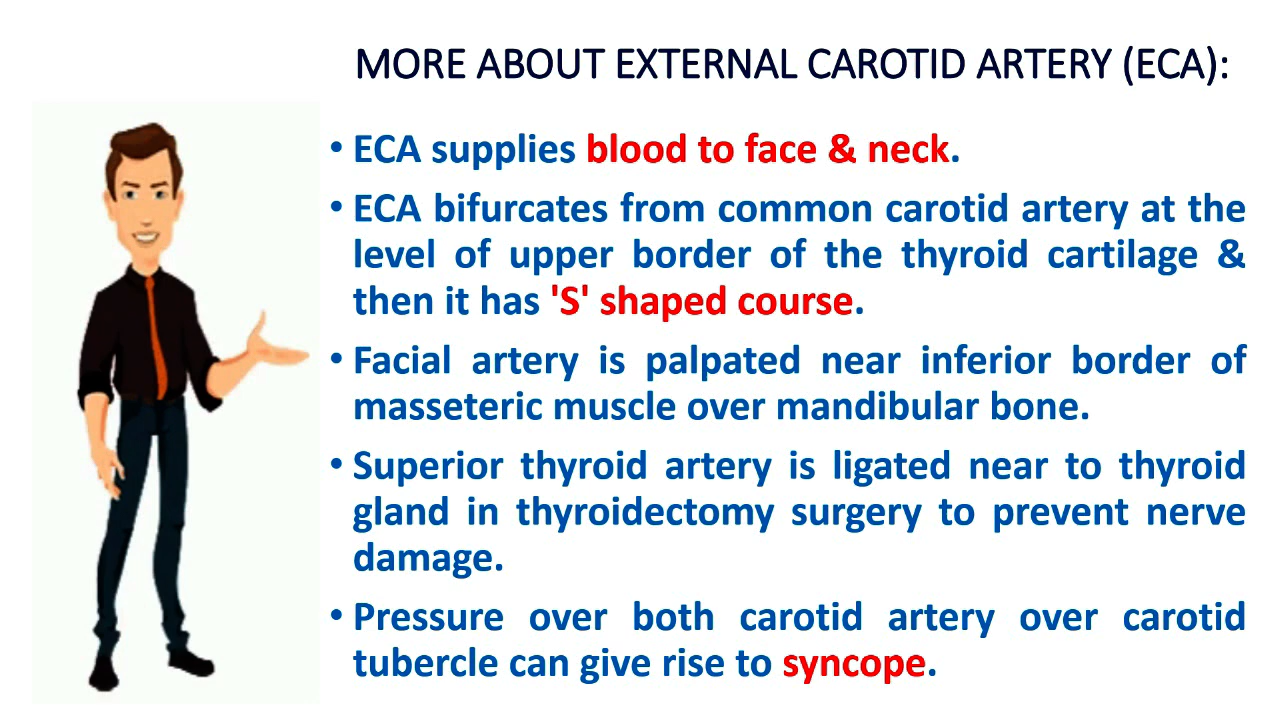 MORE ABOUT EXTERNAL CAROTID ARTERY (ECA):
• ECA supplies blood to face & neck.
• ECA bifurcates from common carotid artery at the
level of upper border of the thyroid cartilage &
then it has 'S' shaped course.
• Facial artery is palpated near inferior border of
masseteric muscle over mandibular bone.
• Superior thyroid artery is ligated near to thyroid
gland in thyroidectomy surgery to prevent nerve
damage.
• Pressure over both carotid artery over carotid
tubercle can give rise to syncope.